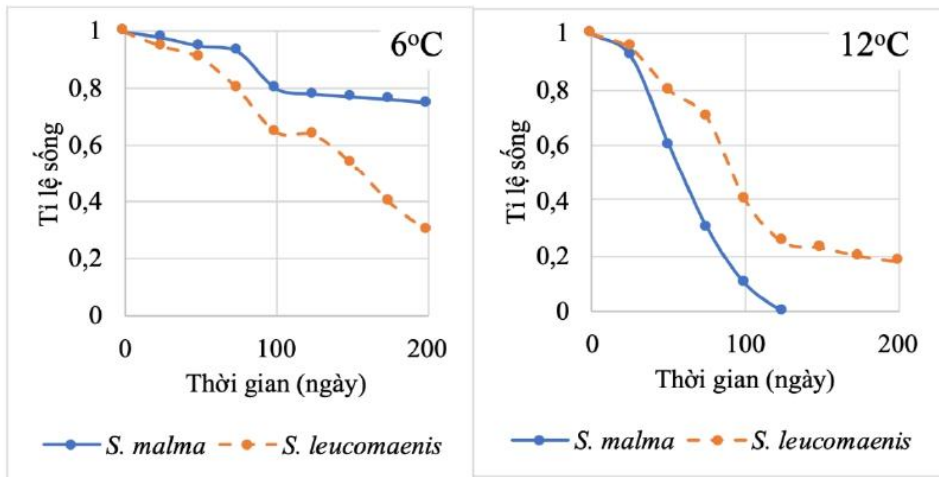 6°C
Tỉ lệ sống
1
0,8
0,6
0,4
0,2
0
0 100 200
Thời gian (ngày)
S. malma S. leucomaenis
12°C
Tỉ lệ sống
1
0,8
0,6
0,4
0,2
0
0 100 200
Thời gian (ngày)
S. malma S. leucomaenis